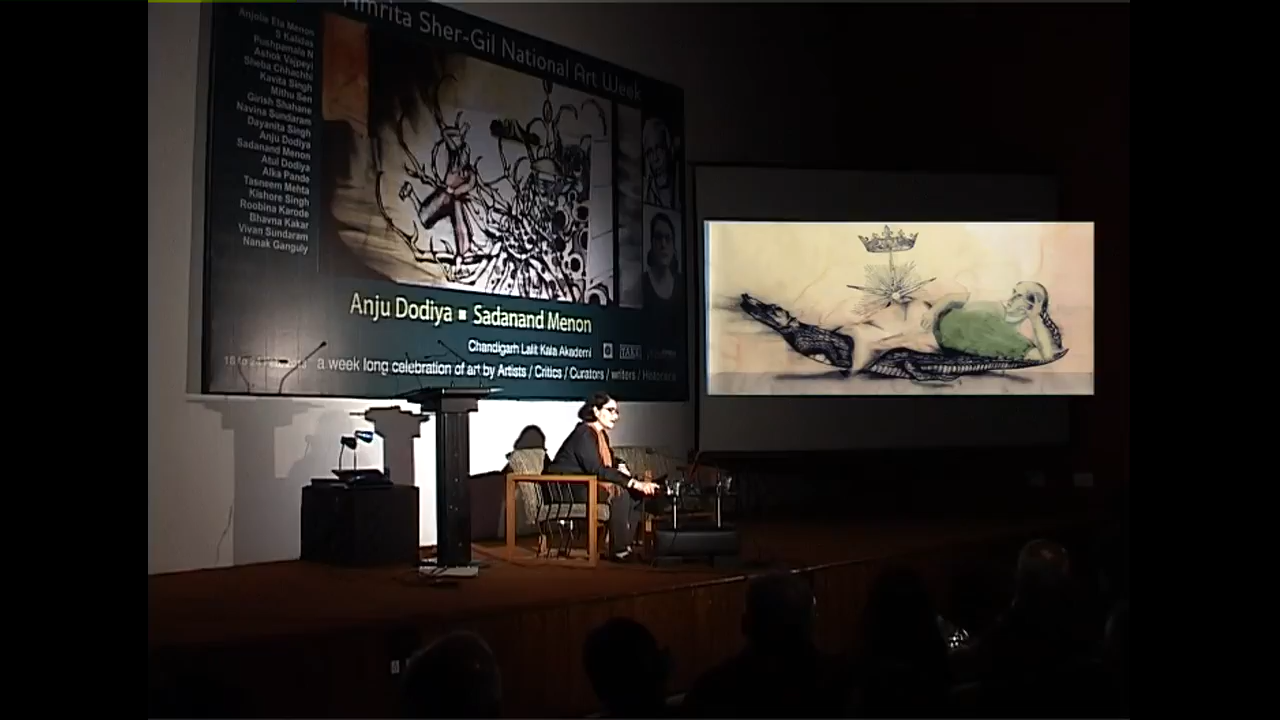 Amrita Sher-Gil National Art Week
Anjolie Ela Menon
S Kalidas
Pushpamala N
Ashok Vajpeyi
Sheba Chhachhi
Kavita Singh
Mithu Sen
Girish Shahane
Navina Sundaram
Dayanita Singh
Anju Dodiya
Sadanand Menon
Atul Dodiya
Alka Pande
Tasneem Mehta
Kishore Singh
Roobina Karode
Bhavna Kakar
Vivan Sundaram
Nanak Ganguly
Anju Dodiya ▪ Sadanand Menon
Chandigarh Lalit Kala Akademi
TAKE
a week long celebration of art by Artists / Critics / Curators / writers / Historians